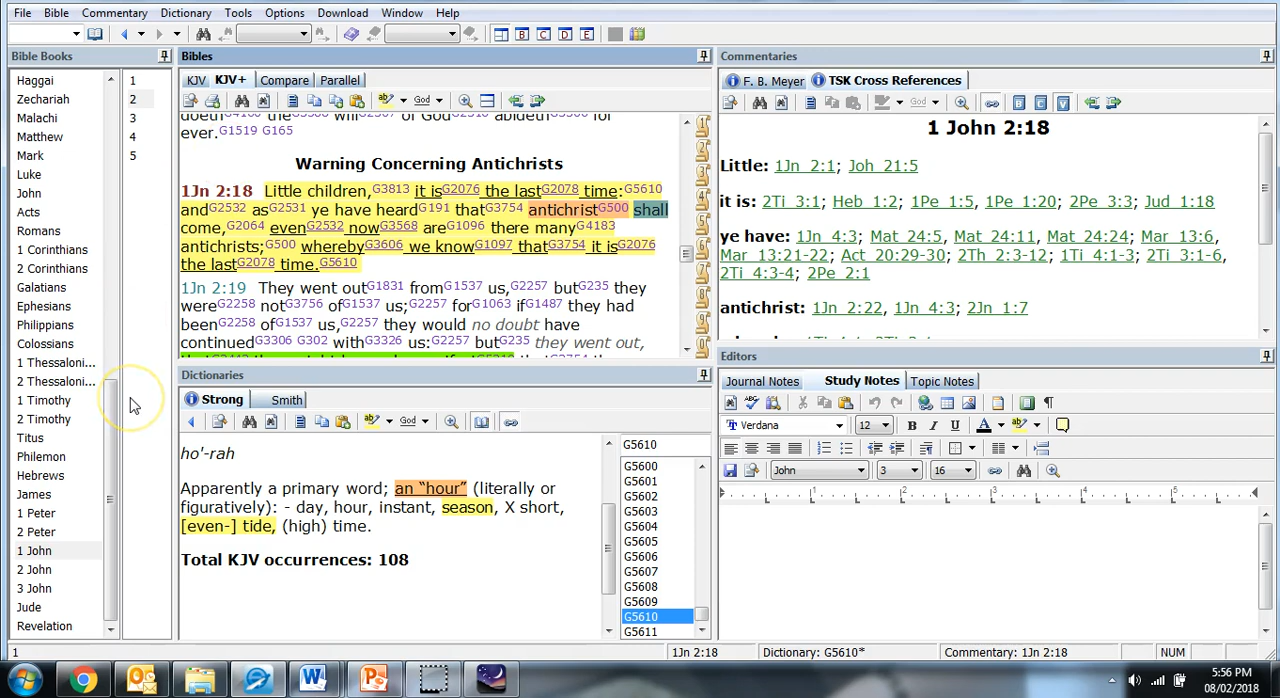 File Bible Commentary Dictionary Tools Options Download Window Help
B C D E
Bible Books
Haggai
Zechariah
Malachi
Matthew
Mark
Luke
John
Acts
Romans
1 Corinthians
2 Corinthians
Galatians
Ephesians
Philippians
Colossians
1 Thessaloni...
2 Thessaloni...
1 Timothy
2 Timothy
Titus
Philemon
Hebrews
James
1 Peter
2 Peter
1 John
2 John
3 John
Jude
Revelation
1
2
3
4
5
Bibles
KJV KJV+ Compare Parallel
God
ever.G1519 G165
Warning Concerning Antichrists
1Jn 2:18 Little children,G3813 it isG2076 the lastG2078 time:G5610
andG2532 asG2531 ye have heardG191 thatG3754 antichristG500 shall
come,G2064 evenG2532 nowG3568 areG1096 there manyG4183
antichrists;G500 wherebyG3606 we knowG1097 thatG3754 it isG2076
the lastG2078 time.G5610
1Jn 2:19 They went outG1831 fromG1537 us,G2257 butG235 they
wereG2258 notG3756 ofG1537 us;G2257 forG1063 ifG1487 they had
beenG2258 ofG1537 us,G2257 they would no doubt have
continuedG3306 G302 withG3326 us:G2257 butG235 they went out,
Dictionaries
Strong Smith
God
G5610
ho'-rah
Apparently a primary word; an “hour” (literally or
figuratively): - day, hour, instant, season, X short,
[even-] tide, (high) time.
Total KJV occurrences: 108
G5600
G5601
G5602
G5603
G5604
G5605
G5606
G5607
G5608
G5609
G5610
G5611
Commentaries
F. B. Meyer TSK Cross References
God B C V
1 John 2:18
Little: 1Jn 2:1; Joh 21:5
it is: 2Ti 3:1; Heb 1:2; 1Pe 1:5, 1Pe 1:20; 2Pe 3:3; Jud 1:18
ye have: 1Jn 4:3; Mat 24:5, Mat 24:11, Mat 24:24; Mar 13:6,
Mar 13:21-22; Act 20:29-30; 2Th 2:3-12; 1Ti 4:1-3; 2Ti 3:1-6,
2Ti 4:3-4; 2Pe 2:1
antichrist: 1Jn 2:22, 1Jn 4:3; 2Jn 1:7
Editors
Journal Notes Study Notes Topic Notes
Verdana 12 B I U A
John 3 16
1 2 3 4 5
1 1Jn 2:18 Dictionary: G5610* Commentary: 1Jn 2:18 NUM
5:56 PM
08/02/2018